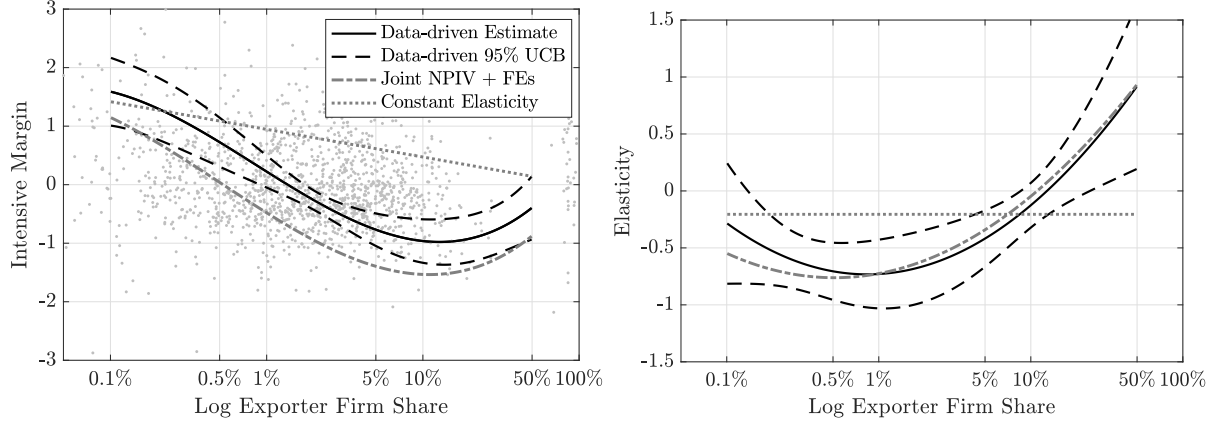 3
2
1
0
-1
-2
-3
Intensive Margin
Data-driven Estimate
Data-driven 95% UCB
Joint NPIV + FEs
Constant Elasticity
0.1% 0.5% 1% 5% 10% 50% 100%
Log Exporter Firm Share
1.5
1
0.5
0
-0.5
-1
-1.5
Elasticity
0.1% 0.5% 1% 5% 10% 50% 100%
Log Exporter Firm Share